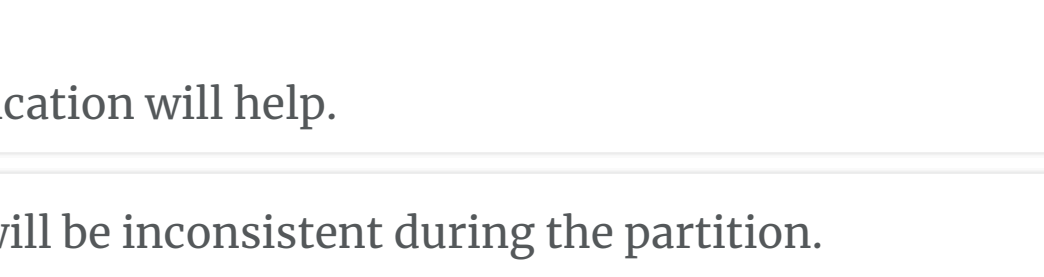 cation will help.
will be inconsistent during the partition.